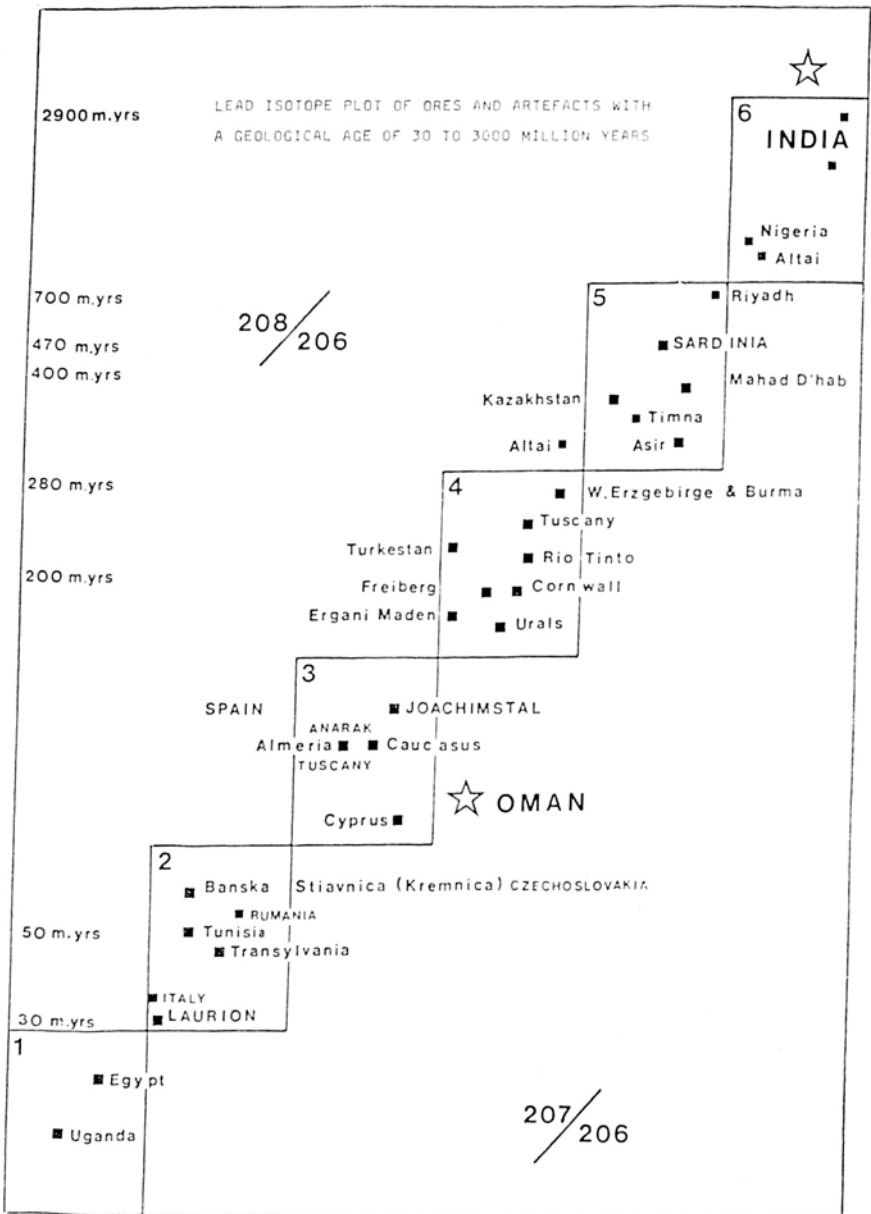 2900 m.yrs
LEAD ISOTOPE PLOT OF ORES AND ARTEFACTS WITH
A GEOLOGICAL AGE OF 30 TO 3000 MILLION YEARS
6
INDIA
Nigeria
Altai
700 m.yrs
5
Riyadh
208/206
470 m.yrs
SARDINIA
400 m.yrs
Mahad D'hab
Kazakhstan
Timna
Altai
Asir
280 m.yrs
4
W.Erzgebirge & Burma
Tuscany
Turkestan
Rio Tinto
200 m.yrs
Freiberg
Cornwall
Ergani Maden
Urals
3
SPAIN
JOACHIMSTAL
ANARAK
Almeria
Caucasus
TUSCANY
OMAN
Cyprus
2
Banska Stiavnica (Kremnica) CZECHOSLOVAKIA
RUMANIA
50 m.yrs
Tunisia
Transylvania
ITALY
30 m.yrs
LAURION
1
Egypt
207/206
Uganda